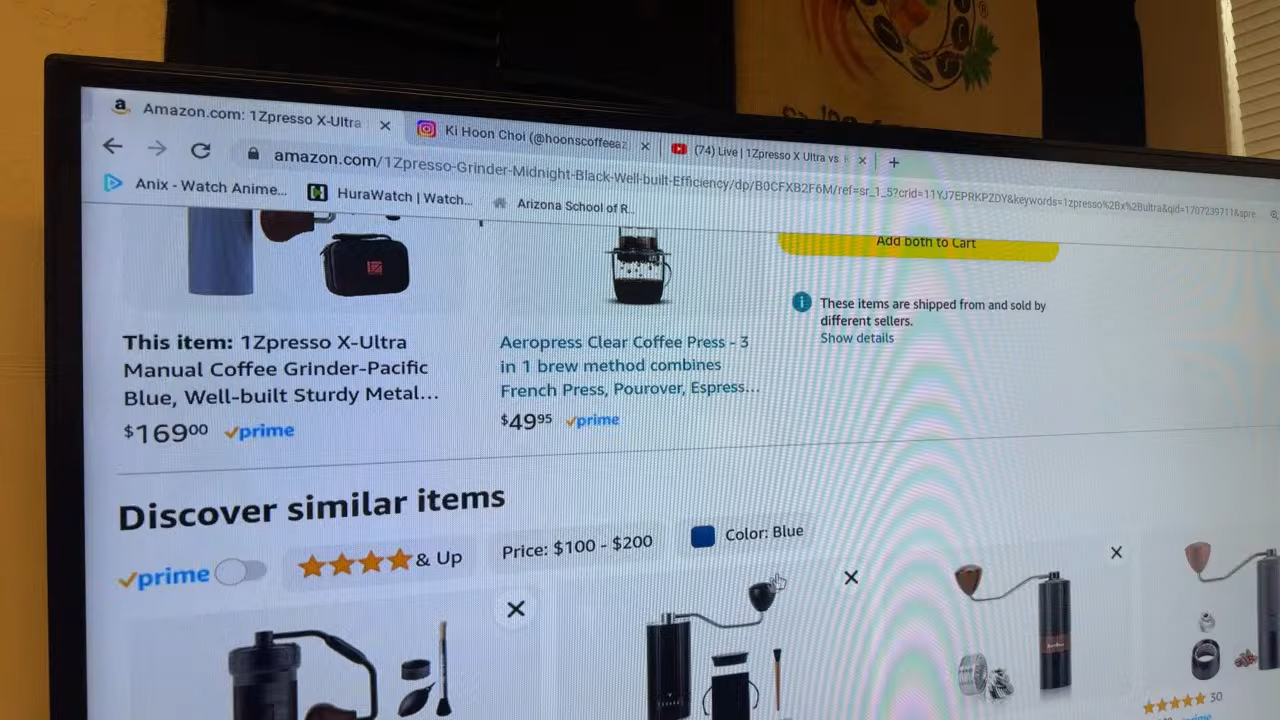 Amazon.com: 1Zpresso X-Ultra
Ki Hoon Choi (@hoonscoffeeaz
(74) Live | 1Zpresso X Ultra vs.
amazon.com/1Zpresso-Grinder-Midnight-Black-Well-built-Efficiency/dp/B0CFXB2F6M/ref=sr_1_5?crid=11YJ7EPRKPZDY&keywords=1zpresso%2Bx%2Bultra&qid=1707239711&spre
Anix - Watch Anime...
HuraWatch | Watch...
Arizona School of R...
Add both to Cart
These items are shipped from and sold by
different sellers.
Show details
This item: 1Zpresso X-Ultra
Manual Coffee Grinder-Pacific
Blue, Well-built Sturdy Metal...
$169⁰⁰ prime
Aeropress Clear Coffee Press - 3
in 1 brew method combines
French Press, Pourover, Espress...
$49⁹⁵ prime
Discover similar items
prime
& Up
Price: $100 - $200
Color: Blue
30
prime